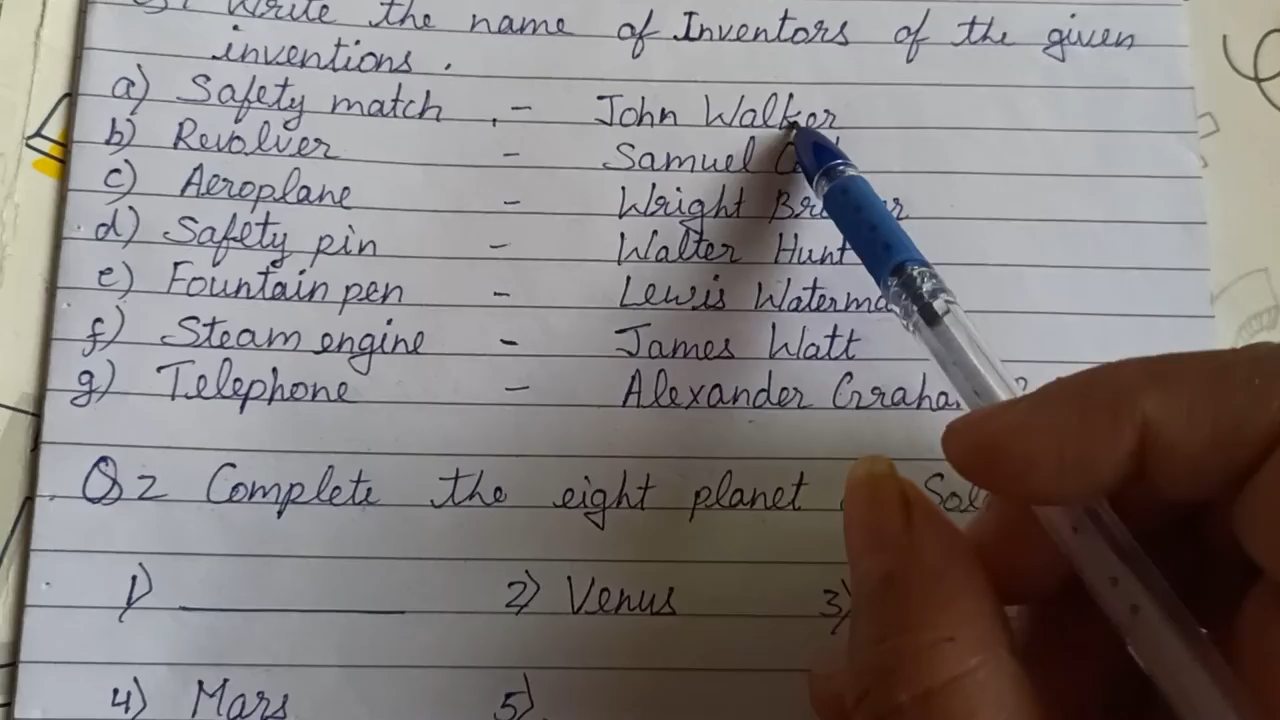 Write the name of Inventors of the given
inventions.
a) Safety match - John Walker
b) Revolver - Samuel
c) Aeroplane - Wright
d) Safety pin - Walter Hunt
e) Fountain pen - Lewis
f) Steam engine - James Watt
g) Telephone - Alexander
Q2 Complete the eight planet
1) ______ 2) Venus 3)
4) Mars 5)